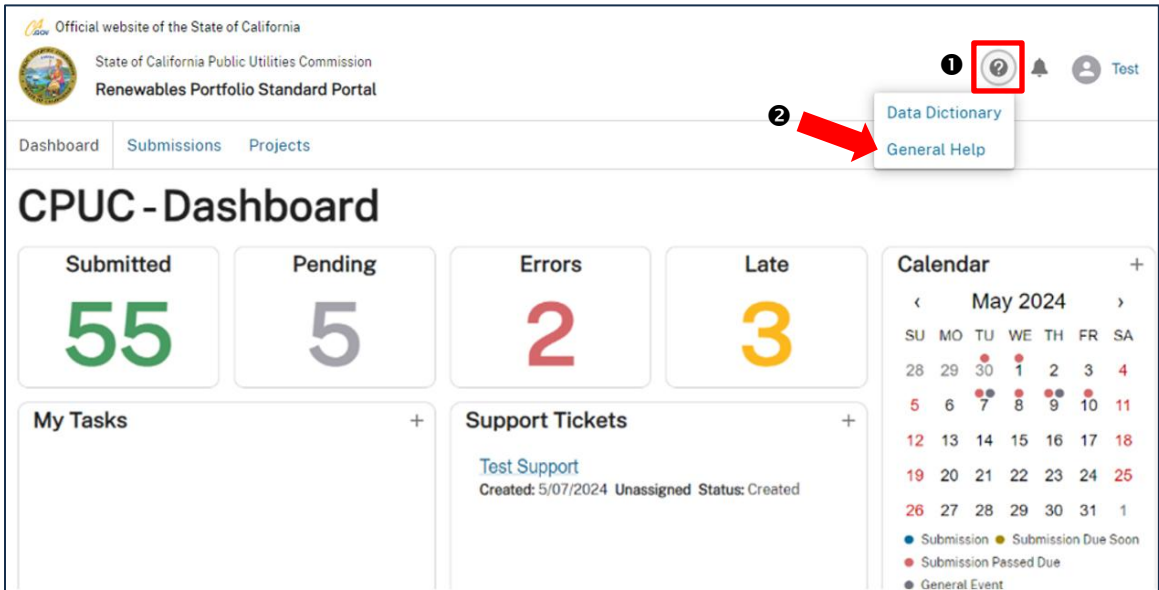 CA.GOV Official website of the State of California
State of California Public Utilities Commission
Renewables Portfolio Standard Portal
❶ ? Test
❷ Data Dictionary
General Help
Dashboard Submissions Projects
CPUC - Dashboard
Submitted
55
Pending
5
Errors
2
Late
3
My Tasks +
Support Tickets +
Test Support
Created: 5/07/2024 Unassigned Status: Created
Calendar +
‹ May 2024 ›
SU MO TU WE TH FR SA
28 29 30 1 2 3 4
5 6 7 8 9 10 11
12 13 14 15 16 17 18
19 20 21 22 23 24 25
26 27 28 29 30 31 1
Submission Submission Due Soon
Submission Passed Due
General Event